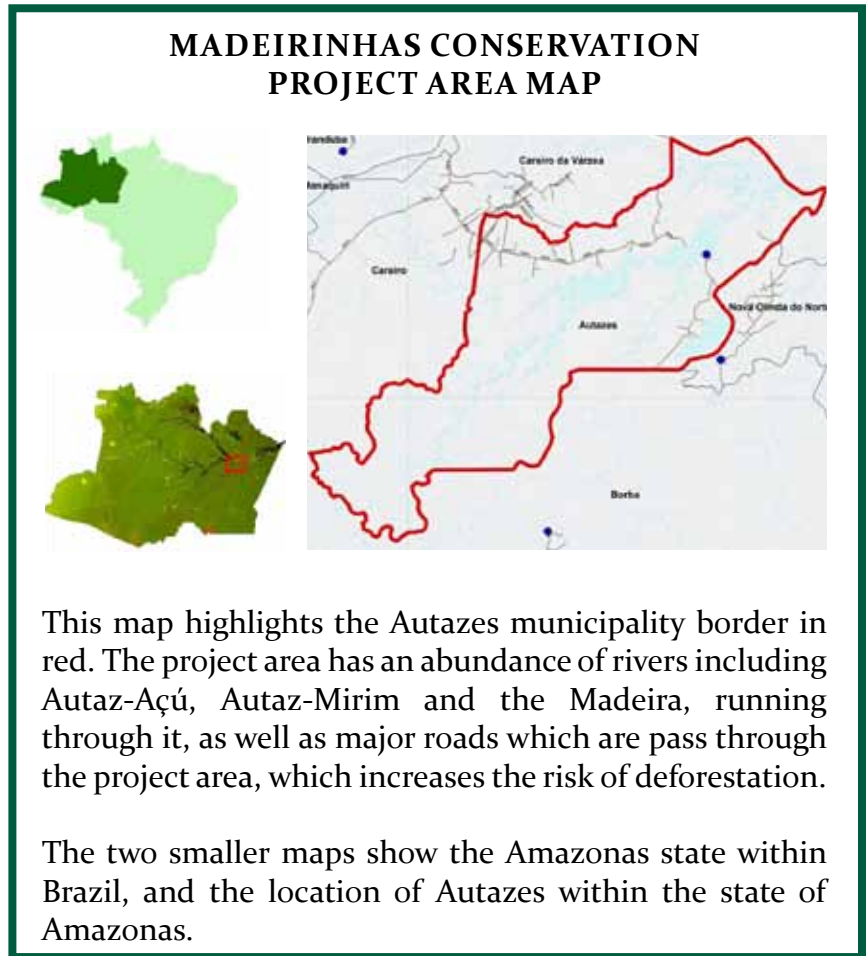 MADEIRINHAS CONSERVATION
PROJECT AREA MAP
Careiro da Várzea
Manaquiri
Careiro
Nova Olinda do Nort
Autazes
Borba
This map highlights the Autazes municipality border in
red. The project area has an abundance of rivers including
Autaz-Açú, Autaz-Mirim and the Madeira, running
through it, as well as major roads which are pass through
the project area, which increases the risk of deforestation.
The two smaller maps show the Amazonas state within
Brazil, and the location of Autazes within the state of
Amazonas.